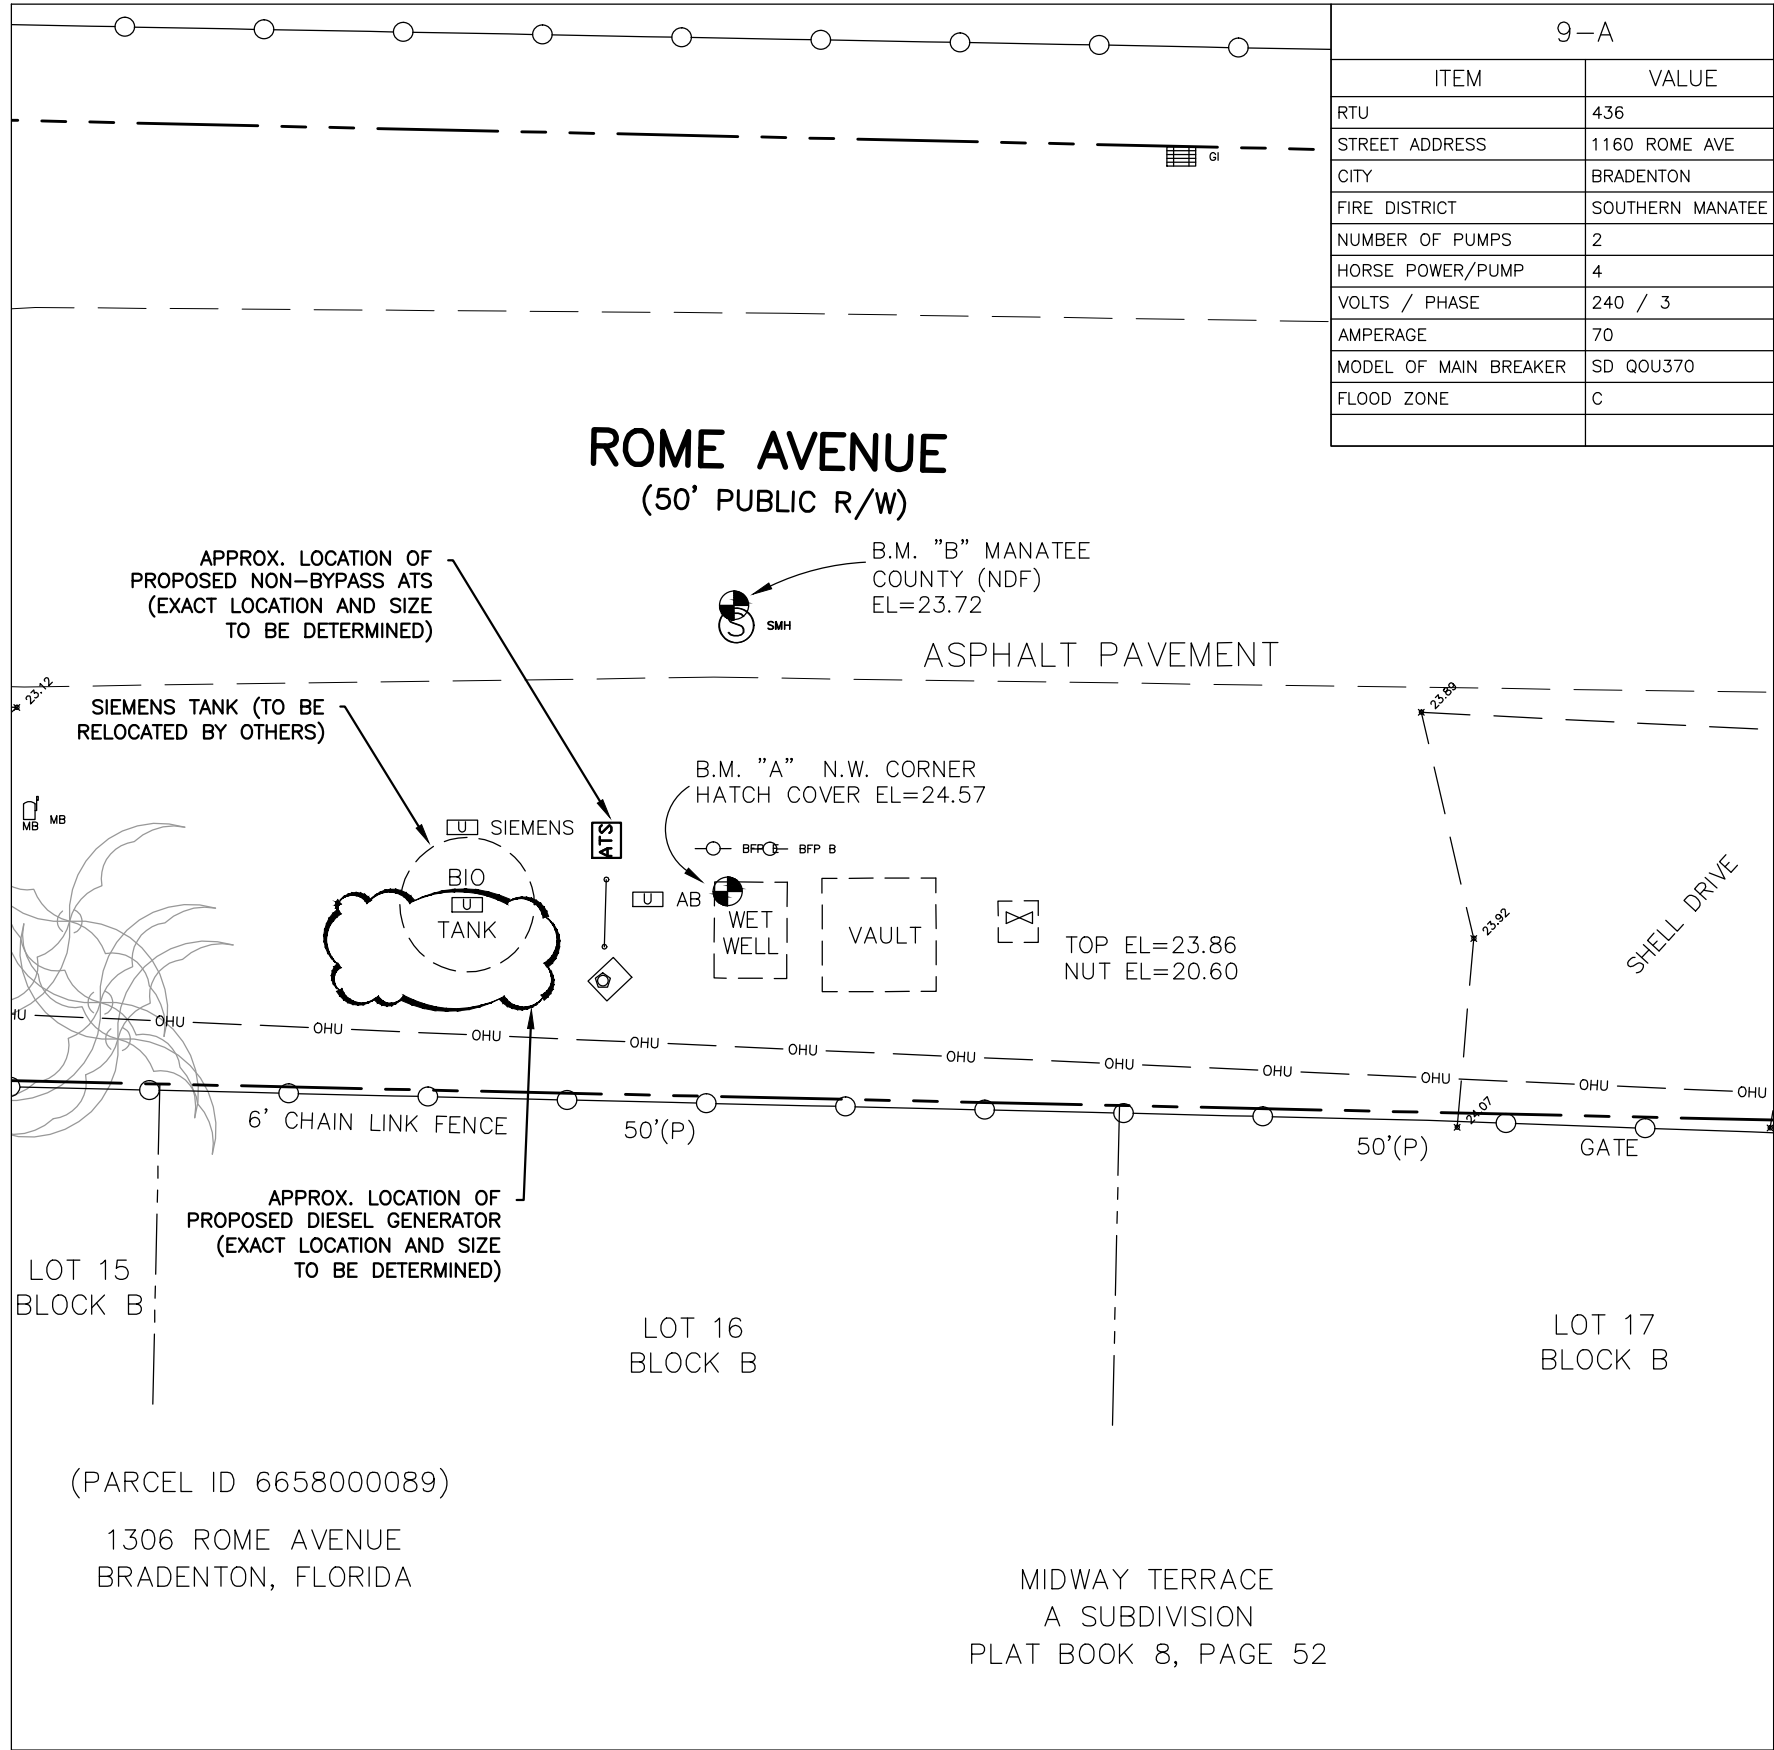 9-A
ITEM VALUE
RTU 436
STREET ADDRESS 1160 ROME AVE
CITY BRADENTON
FIRE DISTRICT SOUTHERN MANATEE
NUMBER OF PUMPS 2
HORSE POWER/PUMP 4
VOLTS / PHASE 240 / 3
AMPERAGE 70
MODEL OF MAIN BREAKER SD QOU370
FLOOD ZONE C
GI
ROME AVENUE
(50' PUBLIC R/W)
APPROX. LOCATION OF
PROPOSED NON-BYPASS ATS
(EXACT LOCATION AND SIZE
TO BE DETERMINED)
B.M. "B" MANATEE
COUNTY (NDF)
EL=23.72
S SMH
ASPHALT PAVEMENT
23.12
23.89
SIEMENS TANK (TO BE
RELOCATED BY OTHERS)
B.M. "A" N.W. CORNER
HATCH COVER EL=24.57
MB MB
U SIEMENS
ATS
BFP B
BFP B
BIO
U
TANK
U AB
WET
WELL
VAULT
TOP EL=23.86
NUT EL=20.60
23.92
SHELL DRIVE
HU OHU OHU OHU OHU OHU OHU OHU OHU OHU OHU OHU
6' CHAIN LINK FENCE
50'(P)
24.07
50'(P)
GATE
APPROX. LOCATION OF
PROPOSED DIESEL GENERATOR
(EXACT LOCATION AND SIZE
TO BE DETERMINED)
LOT 15
BLOCK B
LOT 16
BLOCK B
LOT 17
BLOCK B
(PARCEL ID 6658000089)
1306 ROME AVENUE
BRADENTON, FLORIDA
MIDWAY TERRACE
A SUBDIVISION
PLAT BOOK 8, PAGE 52